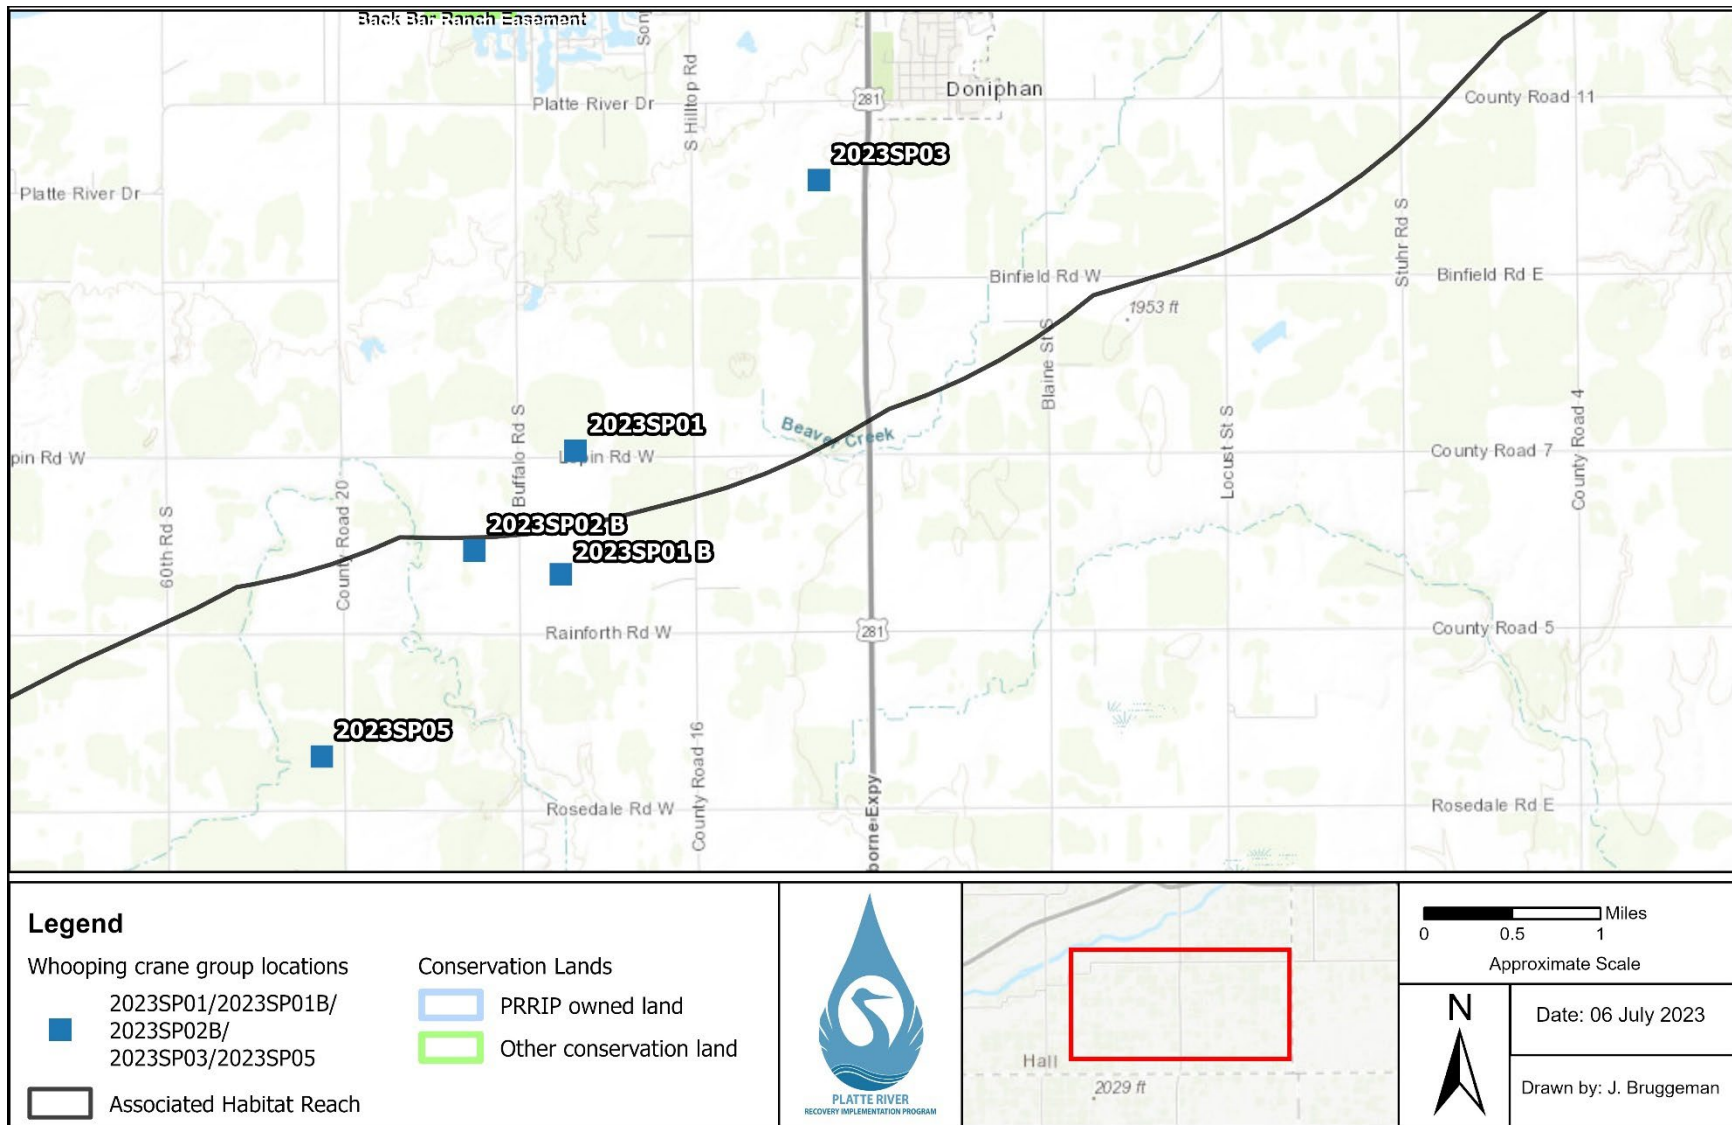 Back Bar Ranch Easement
Son
S Hilltop Rd
Platte River Dr
281
Doniphan
County Road 11
2023SP03
Platte River Dr
Stuhr Rd S
Binfield Rd W
Binfield Rd E
1953 ft
Blaine St S
County Road 4
2023SP01
Beaver Creek
Buffalo Rd S
Locust St S
pin Rd W
Lepin Rd W
County Road 7
60th Rd S
County Road 20
2023SP02 B
2023SP01 B
Rainforth Rd W
281
County Road 5
2023SP05
County Road 16
Rosedale Rd W
borne Expy
Rosedale Rd E
Legend
Whooping crane group locations
2023SP01/2023SP01B/
2023SP02B/
2023SP03/2023SP05
Associated Habitat Reach
Conservation Lands
PRRIP owned land
Other conservation land
PLATTE RIVER
RECOVERY IMPLEMENTATION PROGRAM
Hall
2029 ft
Miles
0 0.5 1
Approximate Scale
N
Date: 06 July 2023
Drawn by: J. Bruggeman